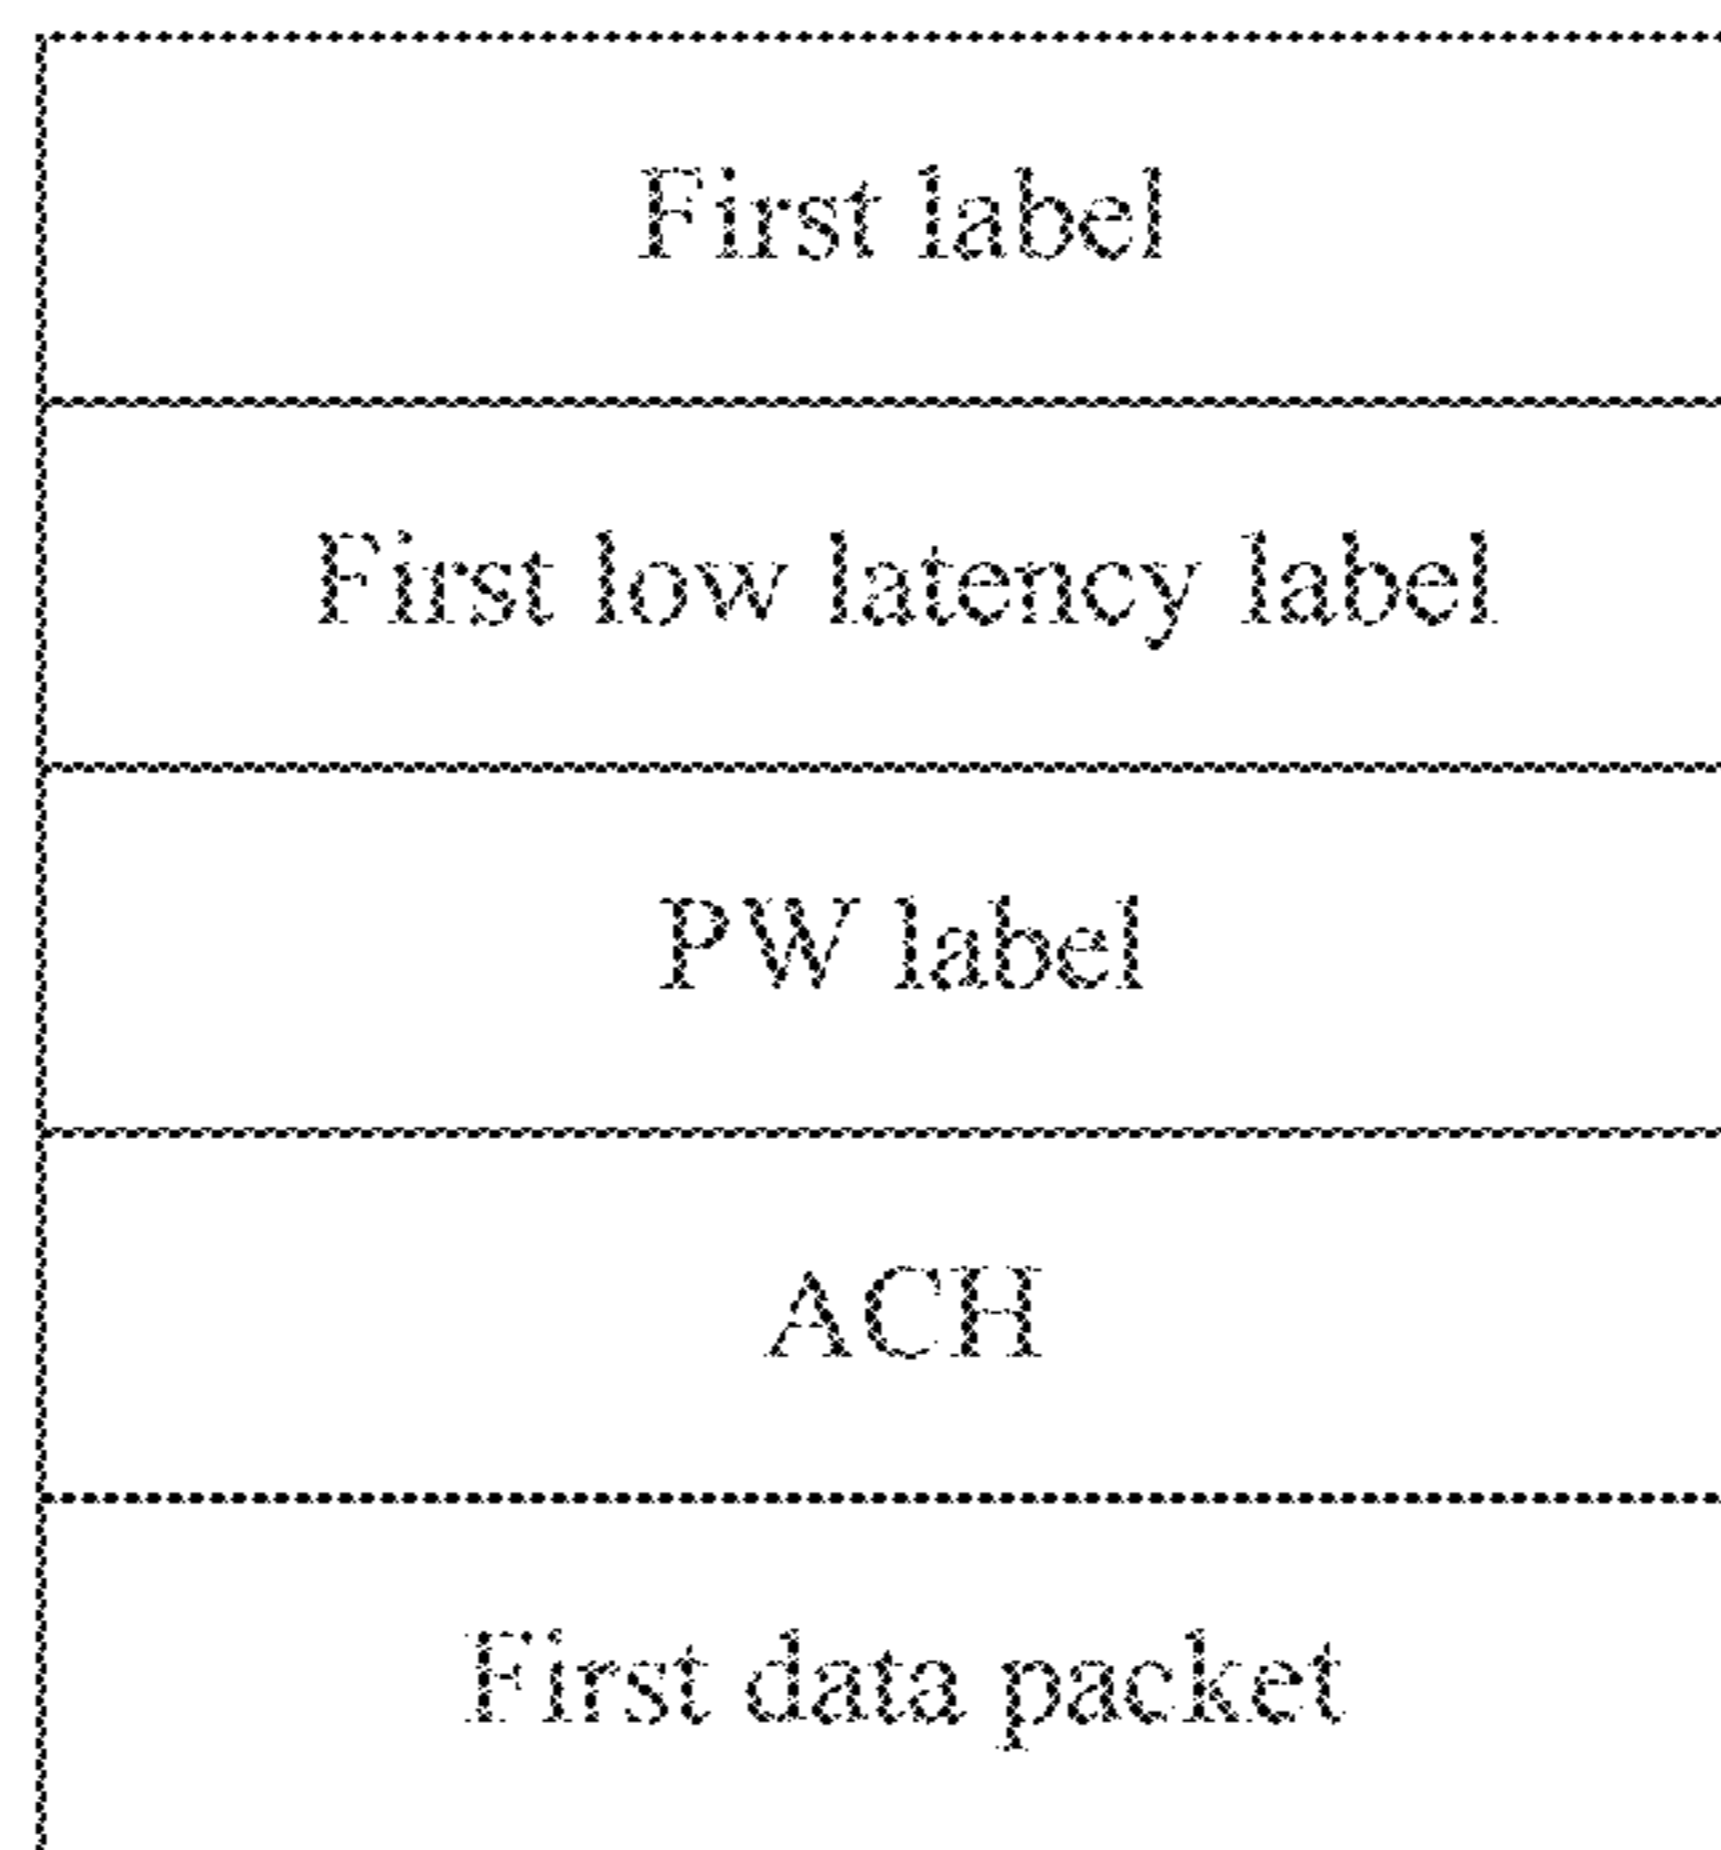 First label
First low latency label
PW label
ACH
First data packet